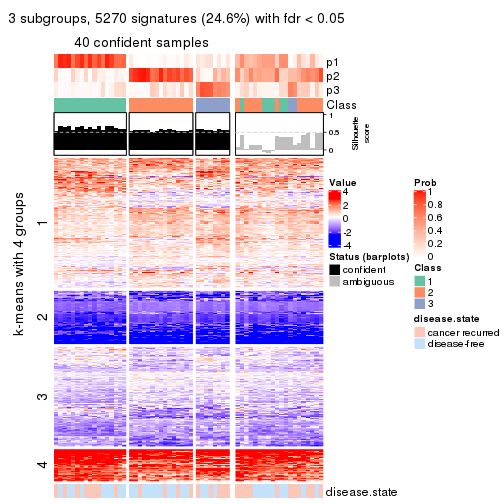 3 subgroups, 5270 signatures (24.6%) with fdr < 0.05
40 confident samples
p1
p2
p3
Class
1
0.5
0
Silhouette
score
k-means with 4 groups
1
2
3
4
disease.state
Value
4
2
0
-2
-4
Status (barplots)
confident
ambiguous
Prob
1
0.8
0.6
0.4
0.2
0
Class
1
2
3
disease.state
cancer recurred
disease-free